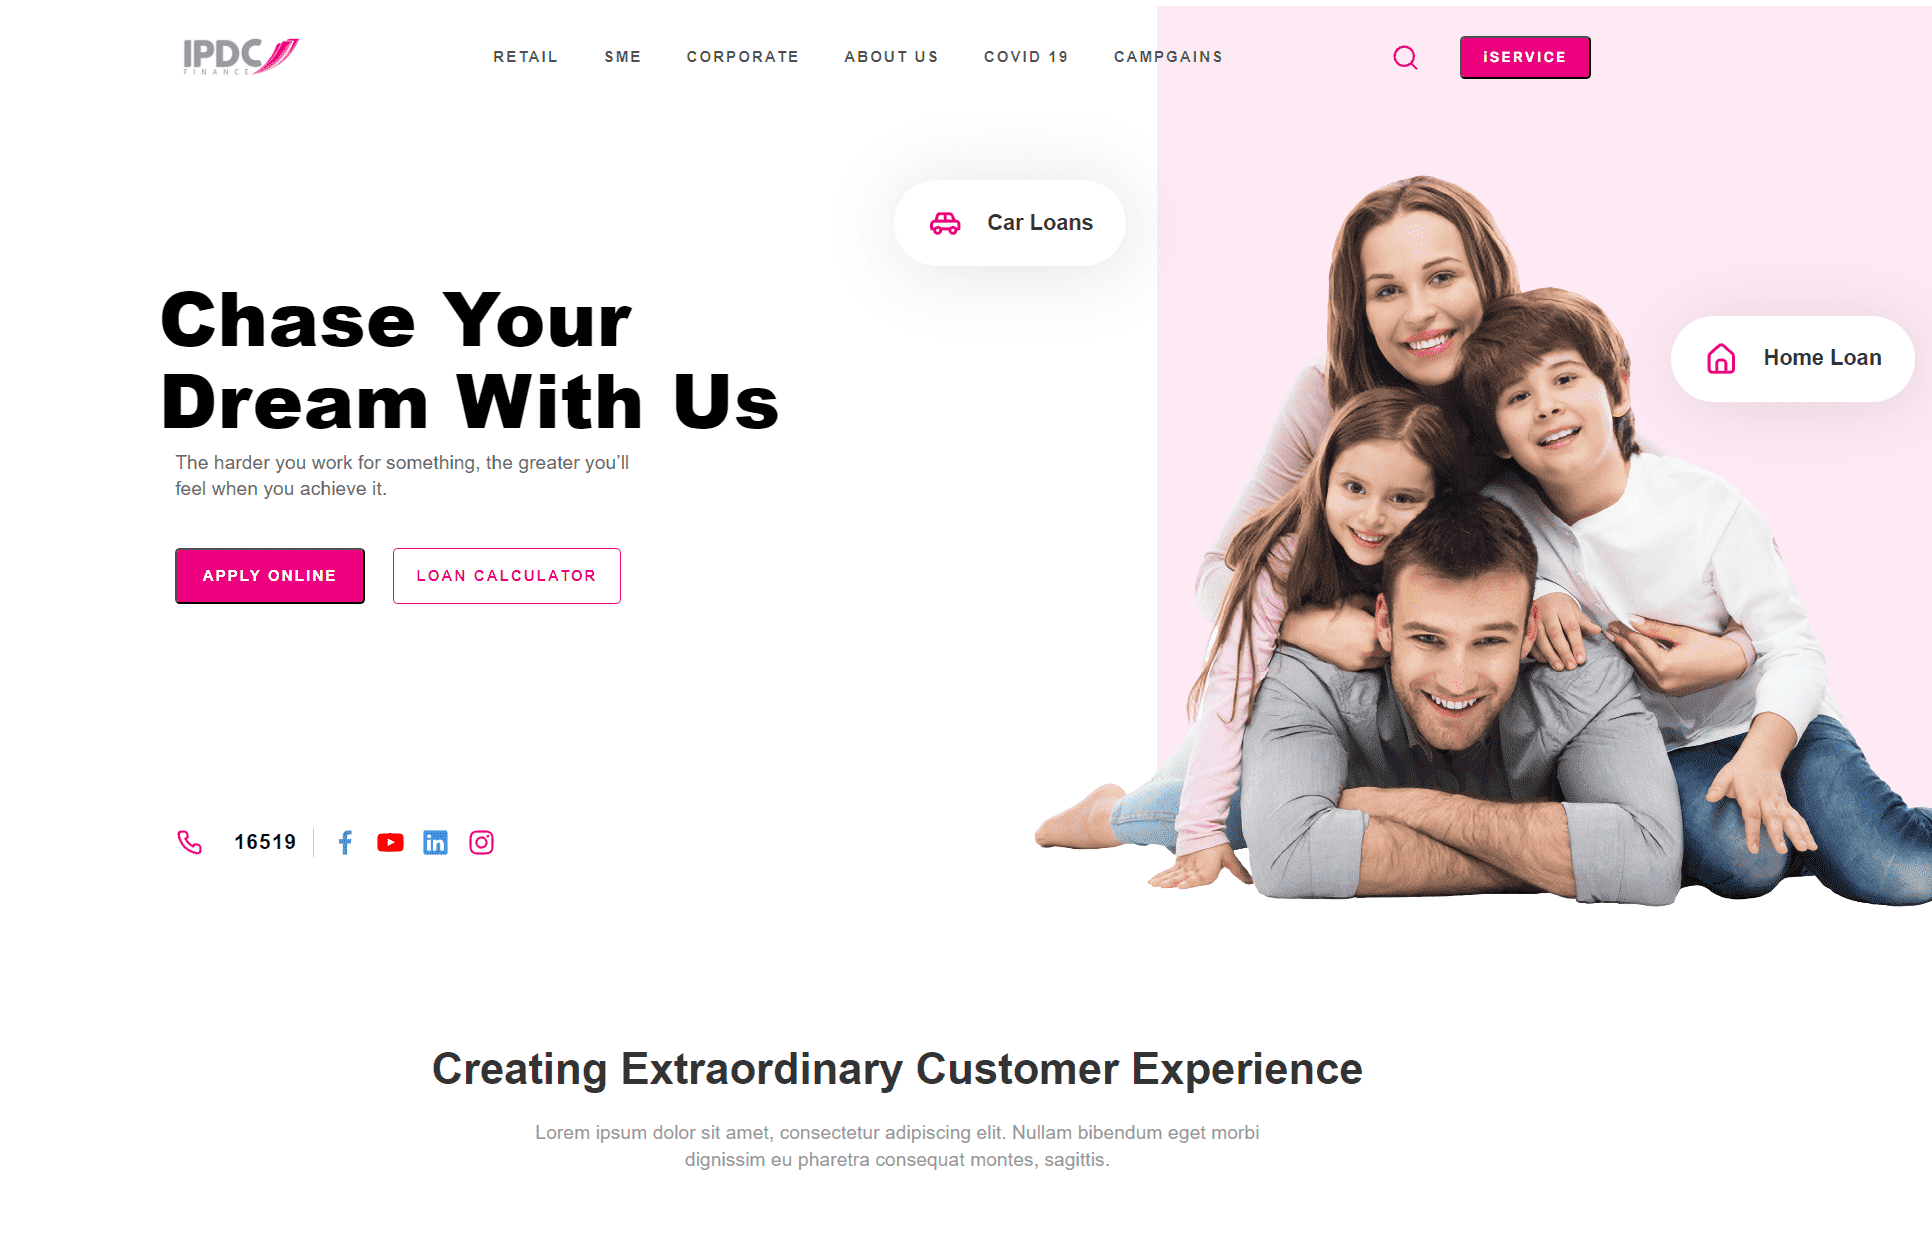 IPDC
FINANCE
RETAIL SME CORPORATE ABOUT US COVID 19 CAMPGAINS
iSERVICE
Car Loans
Home Loan
Chase Your
Dream With Us
The harder you work for something, the greater you’ll
feel when you achieve it.
APPLY ONLINE
LOAN CALCULATOR
16519
Creating Extraordinary Customer Experience
Lorem ipsum dolor sit amet, consectetur adipiscing elit. Nullam bibendum eget morbi
dignissim eu pharetra consequat montes, sagittis.